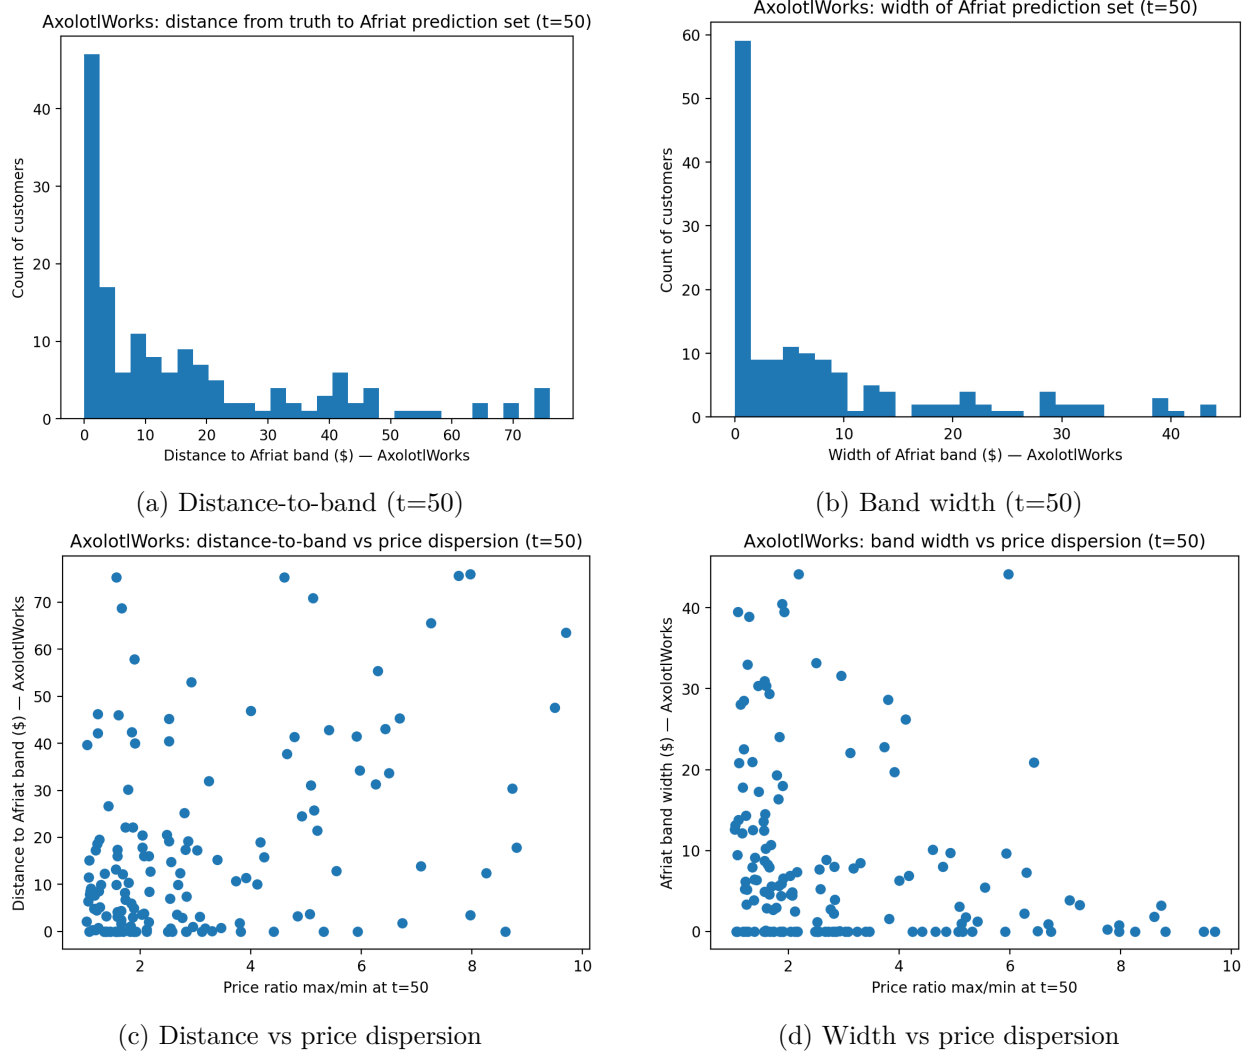 AxolotlWorks: distance from truth to Afriat prediction set (t=50)
Count of customers
40
30
20
10
0
0 10 20 30 40 50 60 70
Distance to Afriat band ($) — AxolotlWorks
(a) Distance-to-band (t=50)
AxolotlWorks: width of Afriat prediction set (t=50)
Count of customers
60
50
40
30
20
10
0
0 10 20 30 40
Width of Afriat band ($) — AxolotlWorks
(b) Band width (t=50)
AxolotlWorks: distance-to-band vs price dispersion (t=50)
Distance to Afriat band ($) — AxolotlWorks
70
60
50
40
30
20
10
0
2 4 6 8 10
Price ratio max/min at t=50
(c) Distance vs price dispersion
AxolotlWorks: band width vs price dispersion (t=50)
Afriat band width ($) — AxolotlWorks
40
30
20
10
0
2 4 6 8 10
Price ratio max/min at t=50
(d) Width vs price dispersion